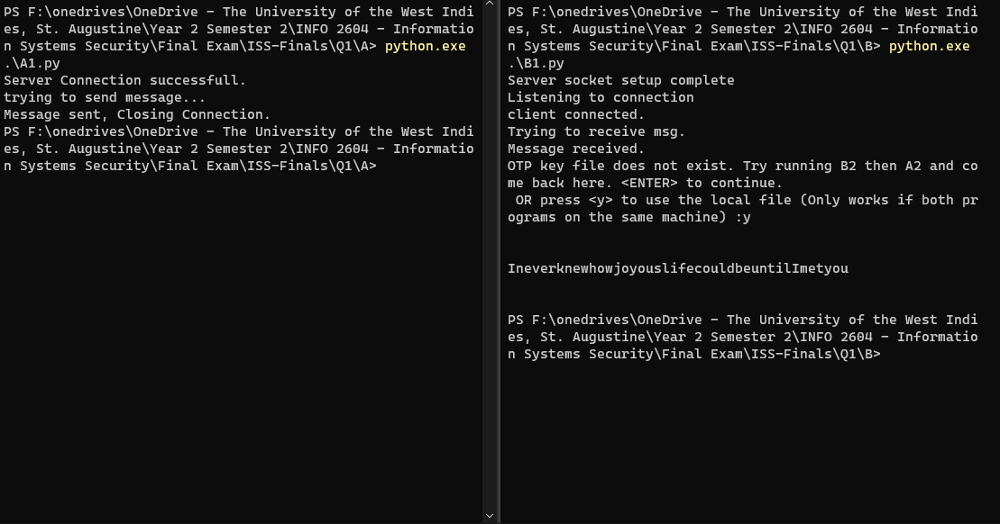 PS F:\onedrives\OneDrive - The University of the West Indi
es, St. Augustine\Year 2 Semester 2\INFO 2604 - Informatio
n Systems Security\Final Exam\ISS-Finals\Q1\A> python.exe
.\A1.py
Server Connection successfull.
trying to send message...
Message sent, Closing Connection.
PS F:\onedrives\OneDrive - The University of the West Indi
es, St. Augustine\Year 2 Semester 2\INFO 2604 - Informatio
n Systems Security\Final Exam\ISS-Finals\Q1\A>
PS F:\onedrives\OneDrive - The University of the West Indi
es, St. Augustine\Year 2 Semester 2\INFO 2604 - Informatio
n Systems Security\Final Exam\ISS-Finals\Q1\B> python.exe
.\B1.py
Server socket setup complete
Listening to connection
client connected.
Trying to receive msg.
Message received.
OTP key file does not exist. Try running B2 then A2 and co
me back here. <ENTER> to continue.
 OR press <y> to use the local file (Only works if both pr
ograms on the same machine) :y
IneverknewhowjoyouslifecouldbeuntilImetyou
PS F:\onedrives\OneDrive - The University of the West Indi
es, St. Augustine\Year 2 Semester 2\INFO 2604 - Informatio
n Systems Security\Final Exam\ISS-Finals\Q1\B>